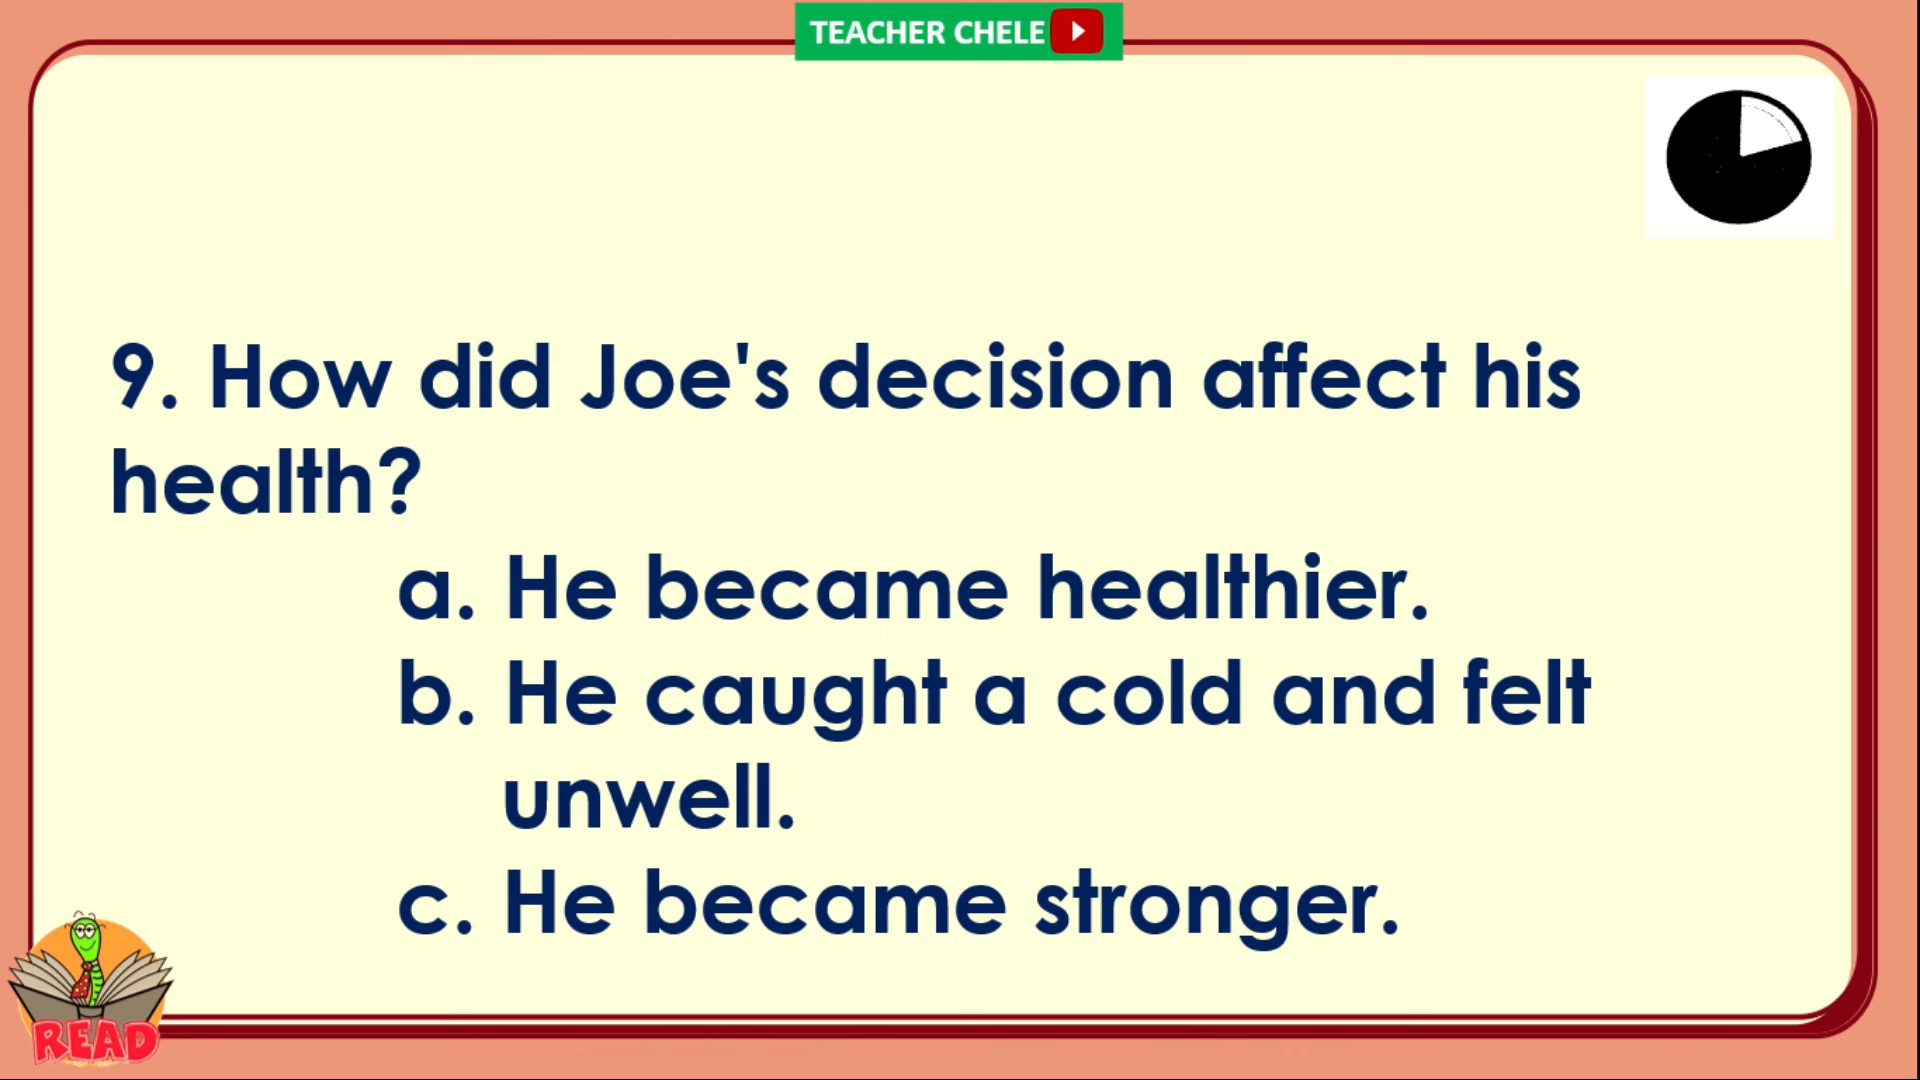 TEACHER CHELE
9. How did Joe's decision affect his
health?
a. He became healthier.
b. He caught a cold and felt
unwell.
c. He became stronger.
READ